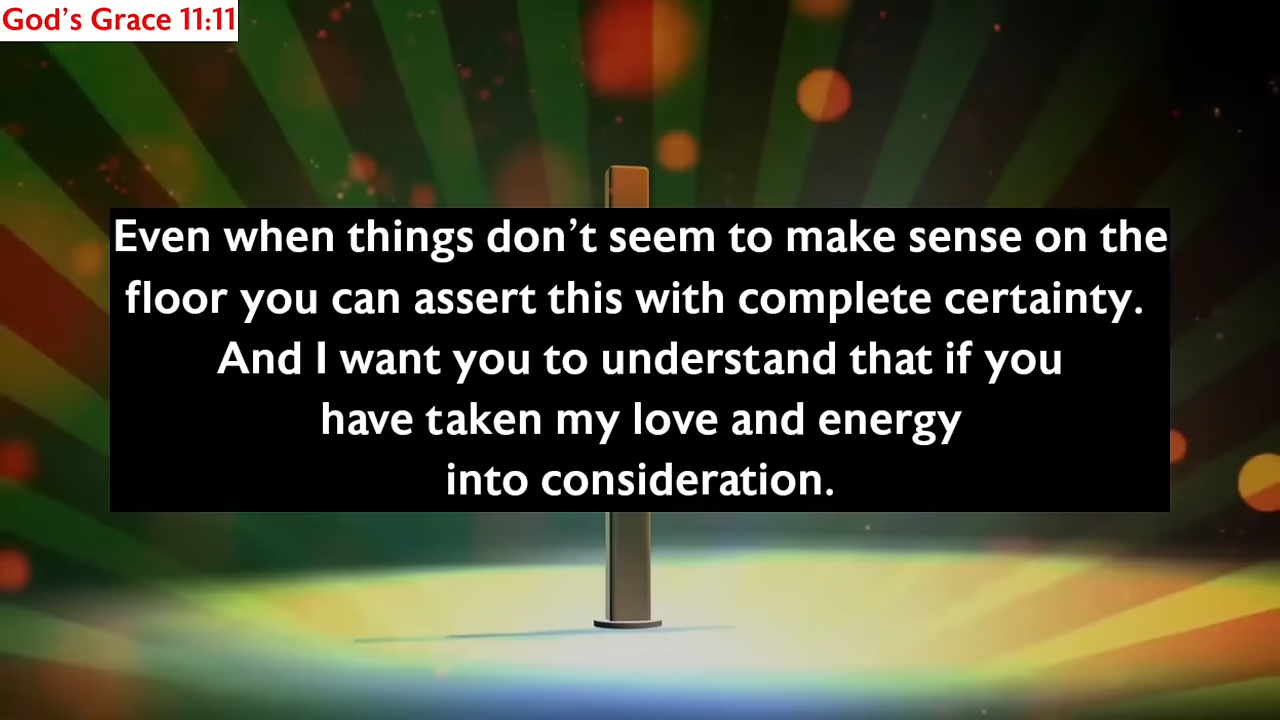 God's Grace 11:11
Even when things don't seem to make sense on the
floor you can assert this with complete certainty.
And I want you to understand that if you
have taken my love and energy
into consideration.